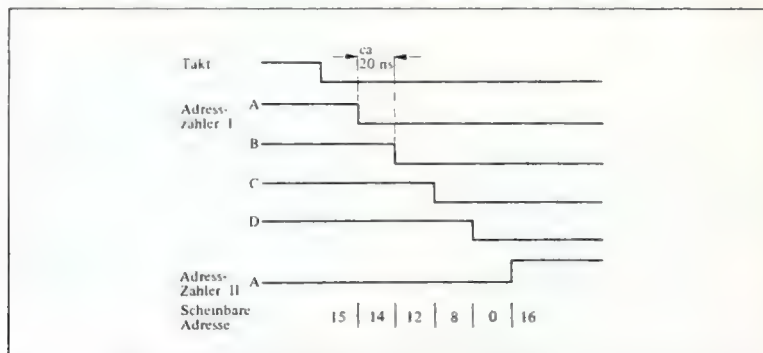 ca
20 ns
Takt
Adress- A
zähler I
B
C
D
Adress- A
Zähler II
Scheinbare
Adresse
15 | 14 | 12 | 8 | 0 | 16